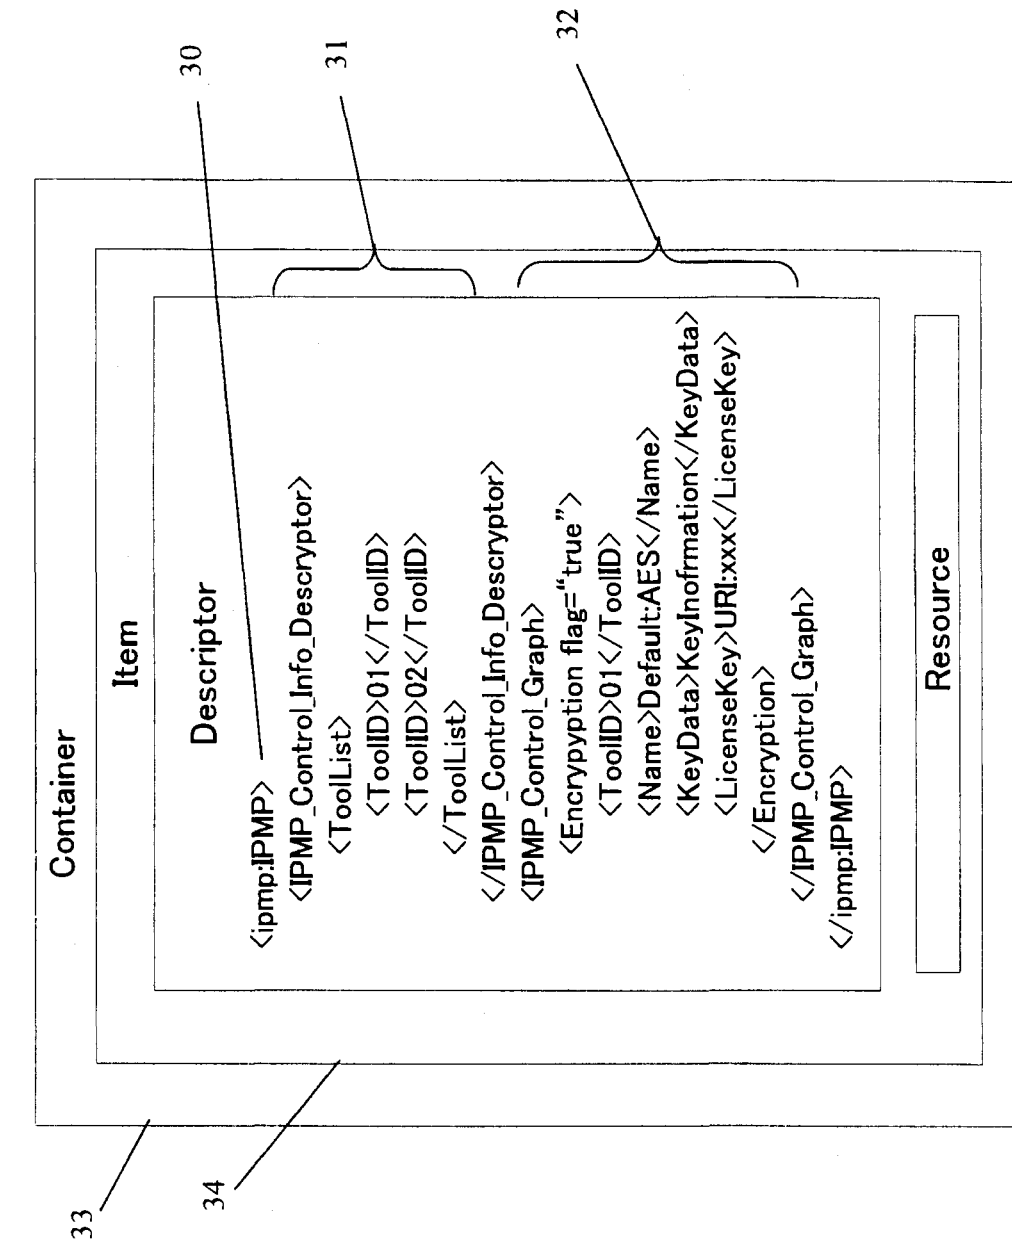 Container
Item
Descriptor
<ipmp:IPMP>
<IPMP_Control_Info_Descryptor>
<ToolList>
<ToolID>01</ToolID>
<ToolID>02</ToolID>
</ToolList>
</IPMP_Control_Info_Descryptor>
<IPMP_Control_Graph>
<Encrypyption flag="true">
<ToolID>01</ToolID>
<Name>Default:AES</Name>
<KeyData>KeyInofrmation</KeyData>
<LicenseKey>URI:xxx</LicenseKey>
</Encryption>
</IPMP_Control_Graph>
</ipmp:IPMP>
Resource
30
31
32
33
34